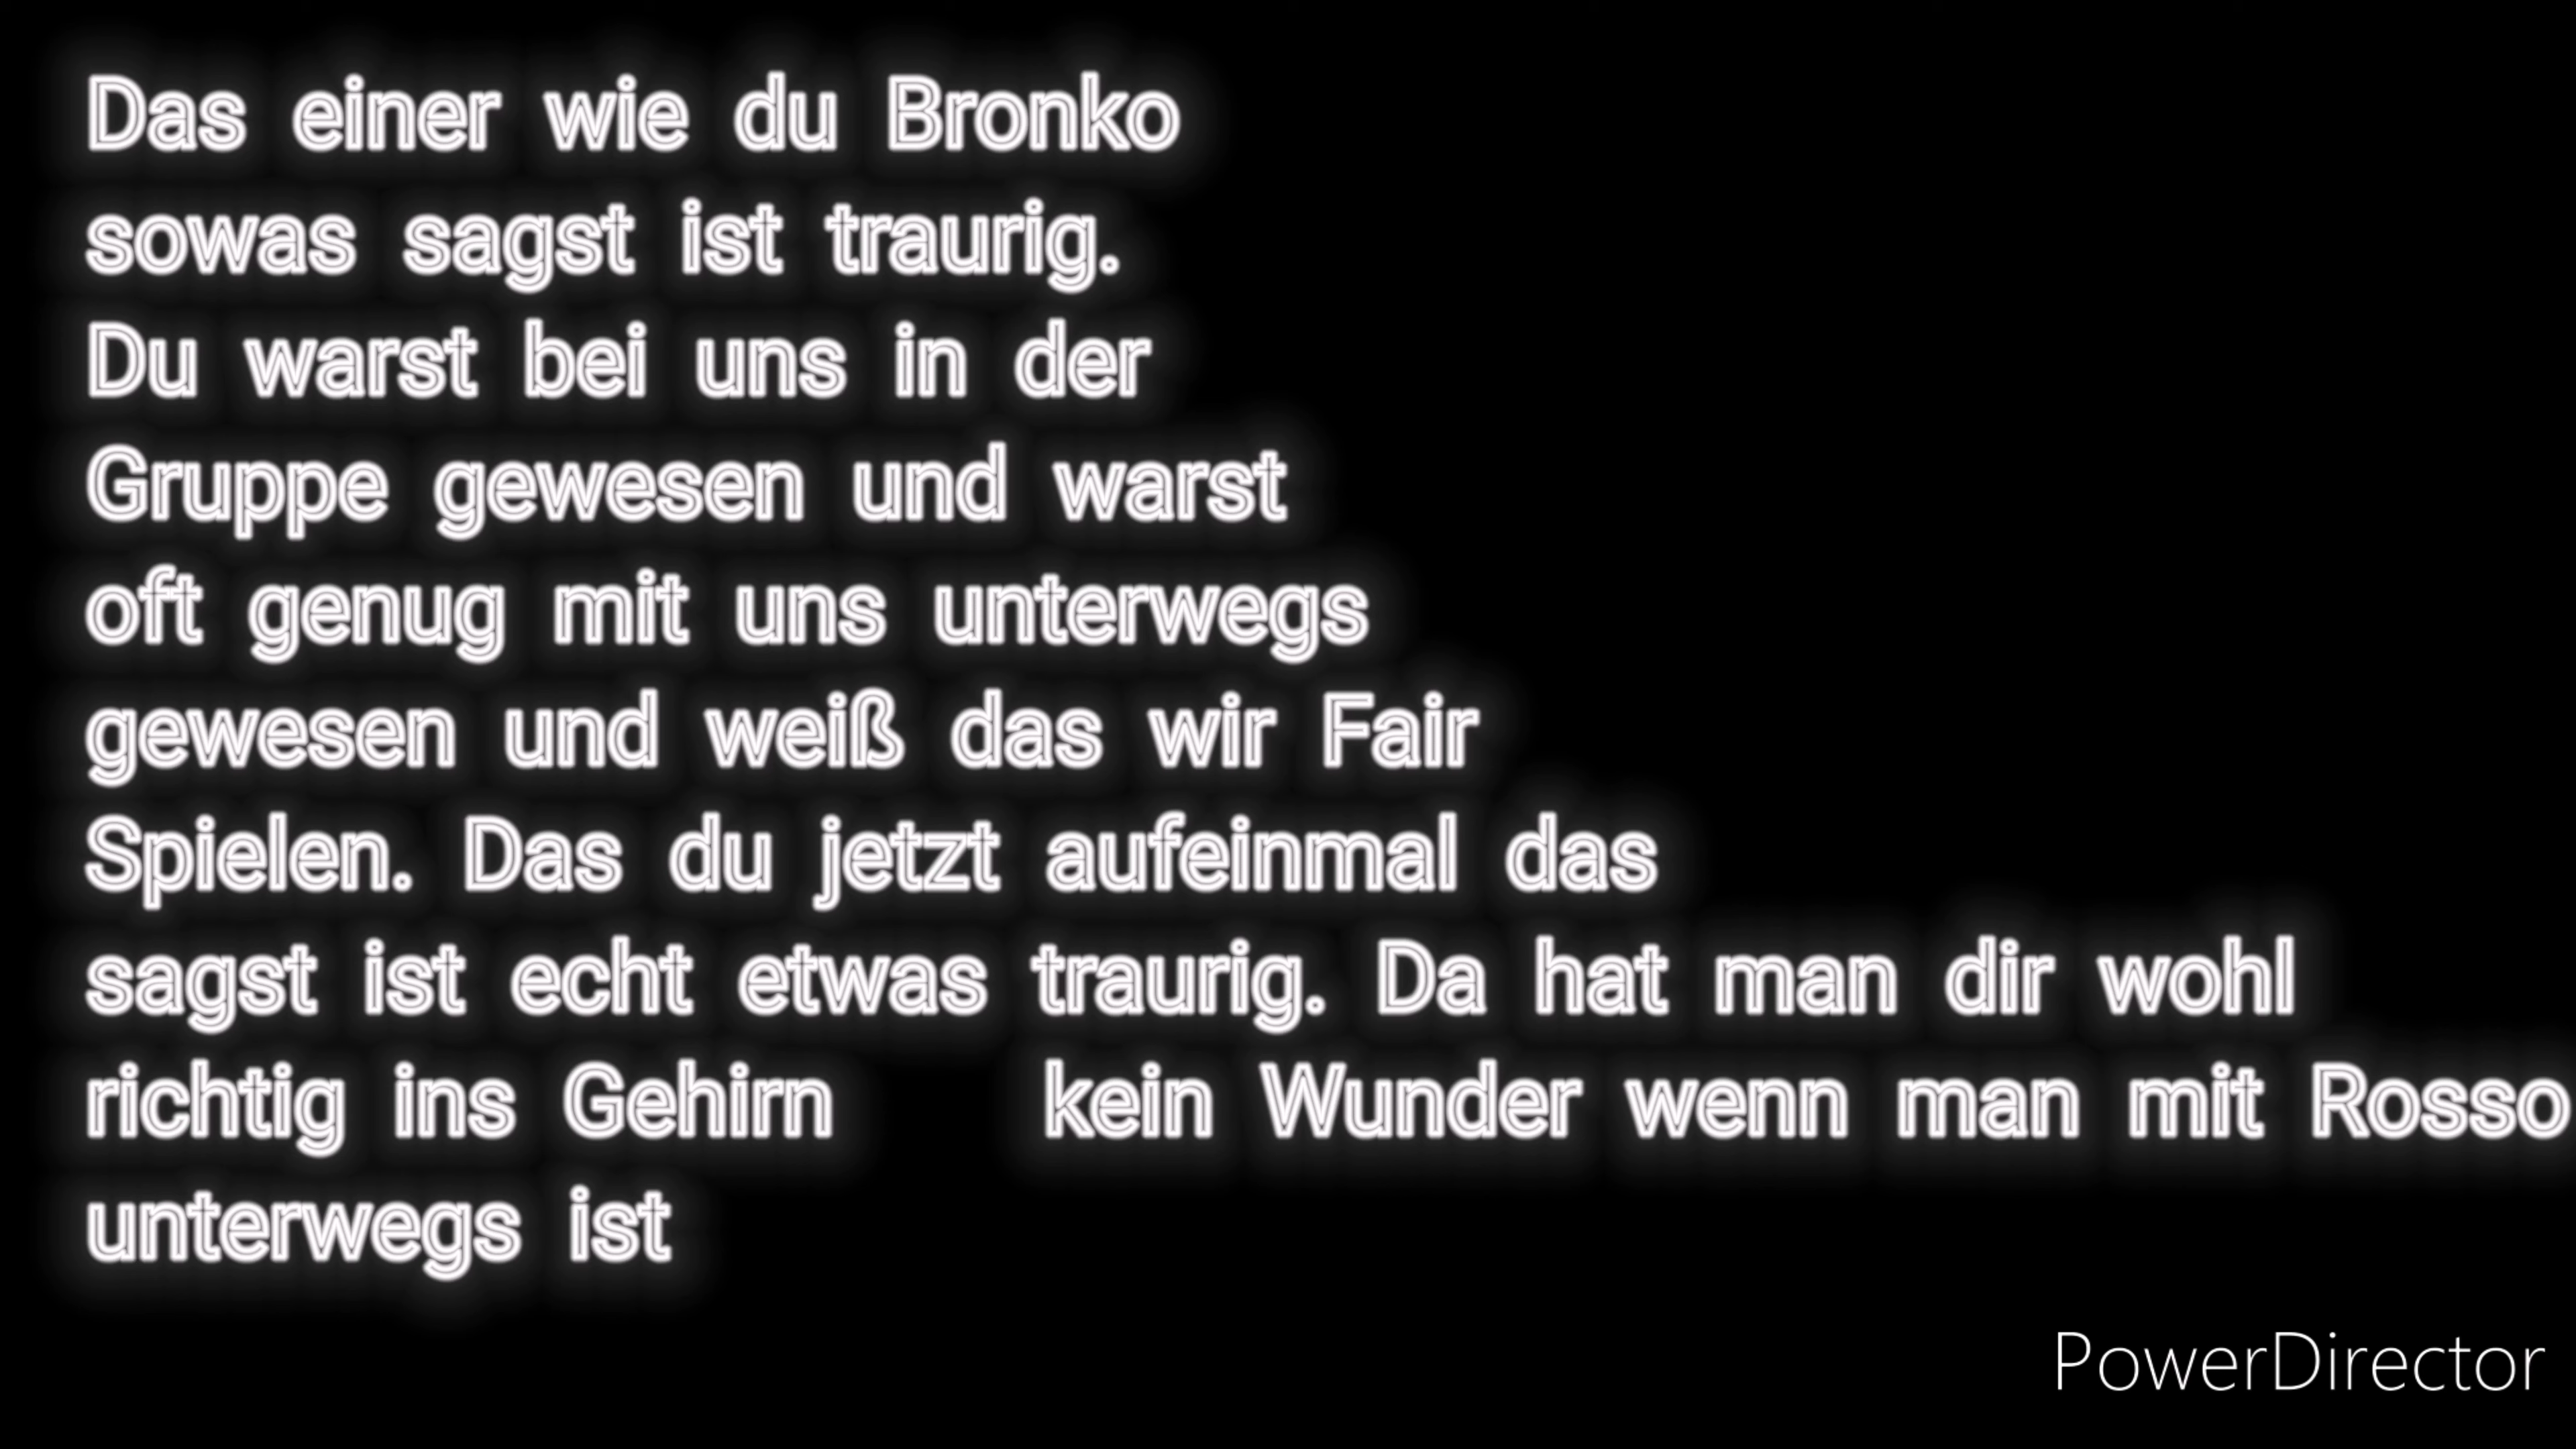 Das einer wie du Bronko
sowas sagst ist traurig.
Du warst bei uns in der
Gruppe gewesen und warst
oft genug mit uns unterwegs
gewesen und weiß das wir Fair
Spielen. Das du jetzt aufeinmal das
sagst ist echt etwas traurig. Da hat man dir wohl
richtig ins Gehirn kein Wunder wenn man mit Rosso
unterwegs ist
PowerDirector